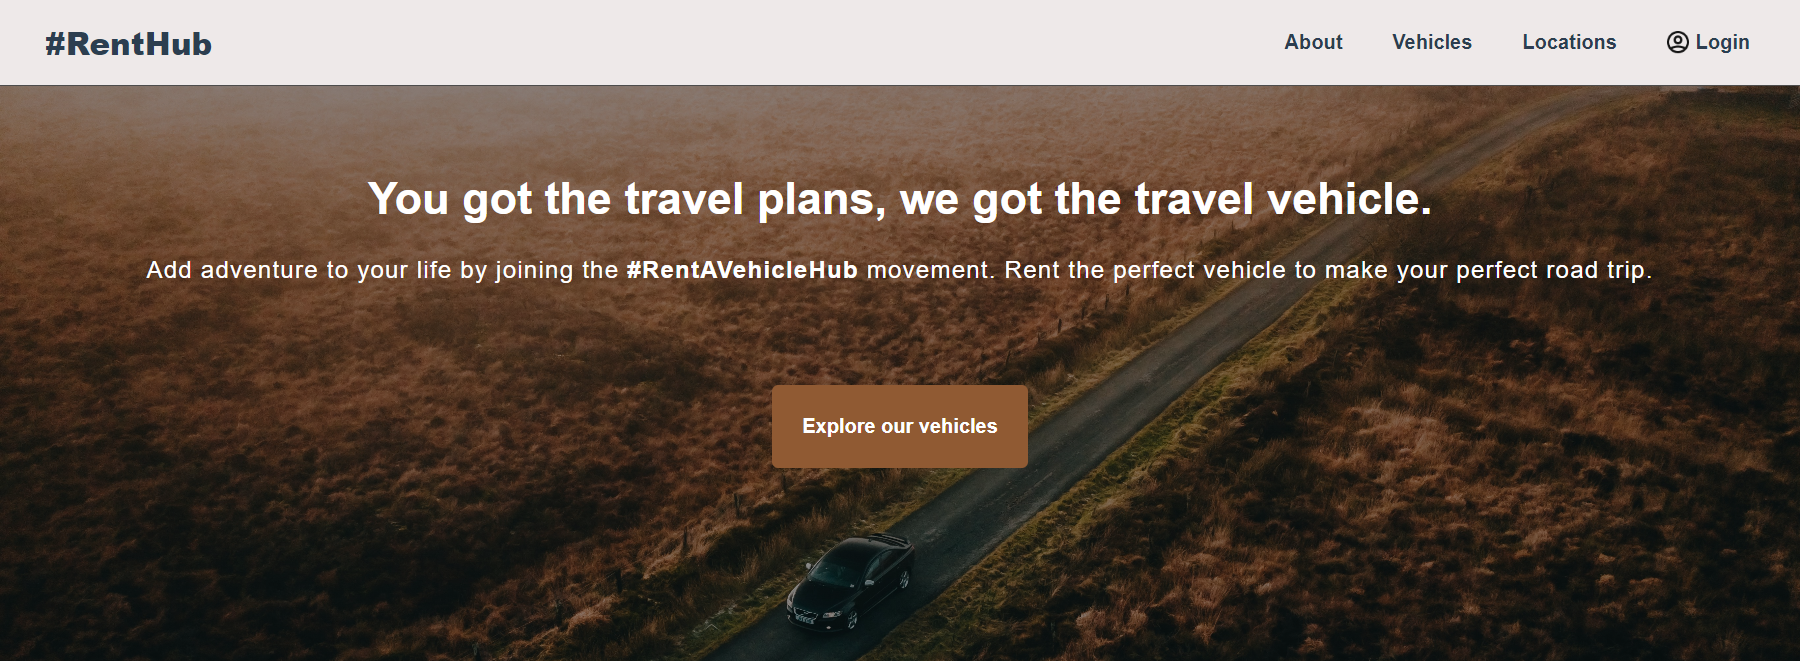 #RentHub
About
Vehicles
Locations
Login
You got the travel plans, we got the travel vehicle.
Add adventure to your life by joining the #RentAVehicleHub movement. Rent the perfect vehicle to make your perfect road trip.
Explore our vehicles